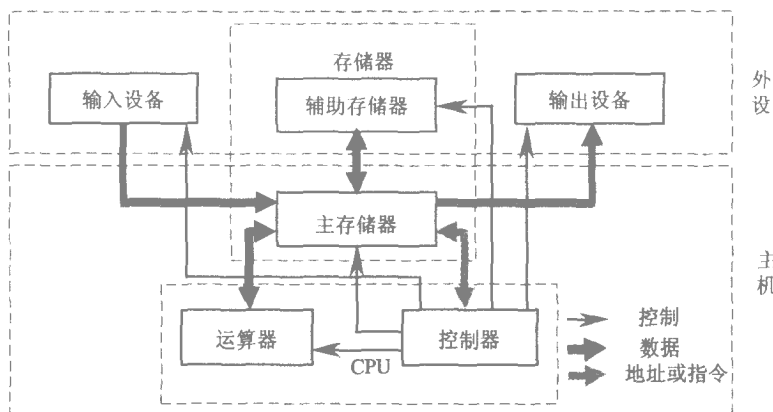 存储器
输入设备
辅助存储器
输出设备
外
设
主存储器
主
机
运算器
控制器
CPU
控制
数据
地址或指令